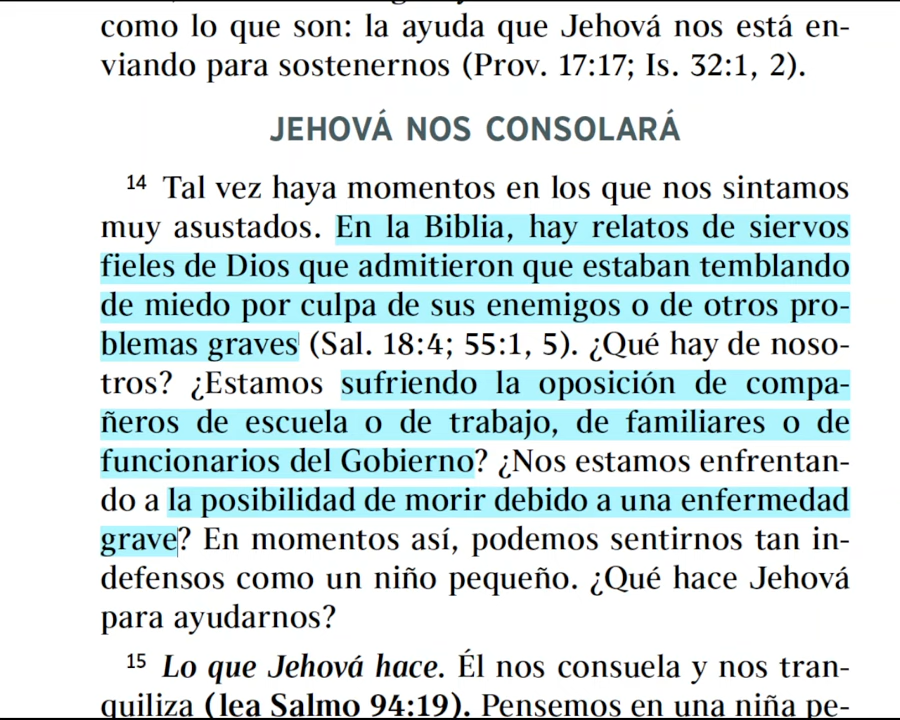 como lo que son: la ayuda que Jehová nos está en-
viando para sostenernos (Prov. 17:17; Is. 32:1, 2).
JEHOVÁ NOS CONSOLARÁ
14 Tal vez haya momentos en los que nos sintamos
muy asustados. En la Biblia, hay relatos de siervos
fieles de Dios que admitieron que estaban temblando
de miedo por culpa de sus enemigos o de otros pro-
blemas graves (Sal. 18:4; 55:1, 5). ¿Qué hay de noso-
tros? ¿Estamos sufriendo la oposición de compa-
ñeros de escuela o de trabajo, de familiares o de
funcionarios del Gobierno? ¿Nos estamos enfrentan-
do a la posibilidad de morir debido a una enfermedad
grave? En momentos así, podemos sentirnos tan in-
defensos como un niño pequeño. ¿Qué hace Jehová
para ayudarnos?
15 Lo que Jehová hace. Él nos consuela y nos tran-
quiliza (lea Salmo 94:19). Pensemos en una niña pe-